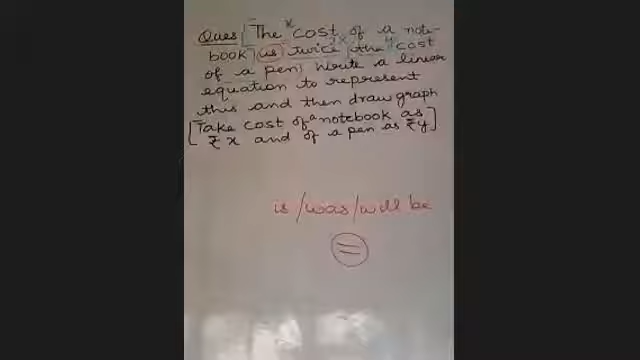 x
Ques [The cost of a note-
book] is twice [the cost
2x y
of a pen] Write a linear
equation to represent
this and then draw graph
[Take cost of a notebook as
₹ x and of a pen as ₹y]
is/was/will be
=